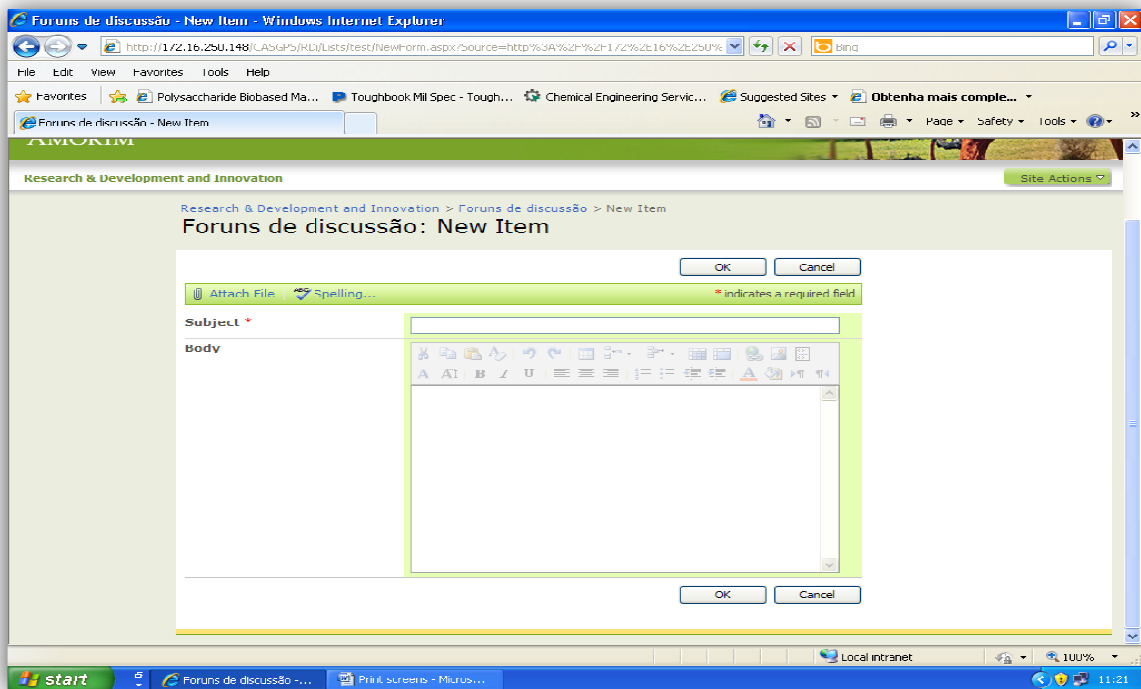 Foruns de discussão - New Item - Windows Internet Explorer
http://172.16.250.148/CASGPS/RD/Lists/test/NewForm.aspx?Source=http%3A%2F%2F172%2E16%2E250%
Bing
File Edit View Favorites Tools Help
Favorites Polysaccharide Biobased Ma... Toughbook Mil Spec - Tough... Chemical Engineering Servic... Suggested Sites Obtenha mais comple...
Foruns de discussão - New Item
Page Safety Tools
AMORIM
Research & Development and Innovation
Site Actions
Research & Development and Innovation > Foruns de discussão > New Item
Foruns de discussão: New Item
OK Cancel
Attach File Spelling...
* indicates a required field
Subject *
Body
OK Cancel
Local intranet 100%
start 5 Foruns de discussão -... Print screens - Micros... 11:21